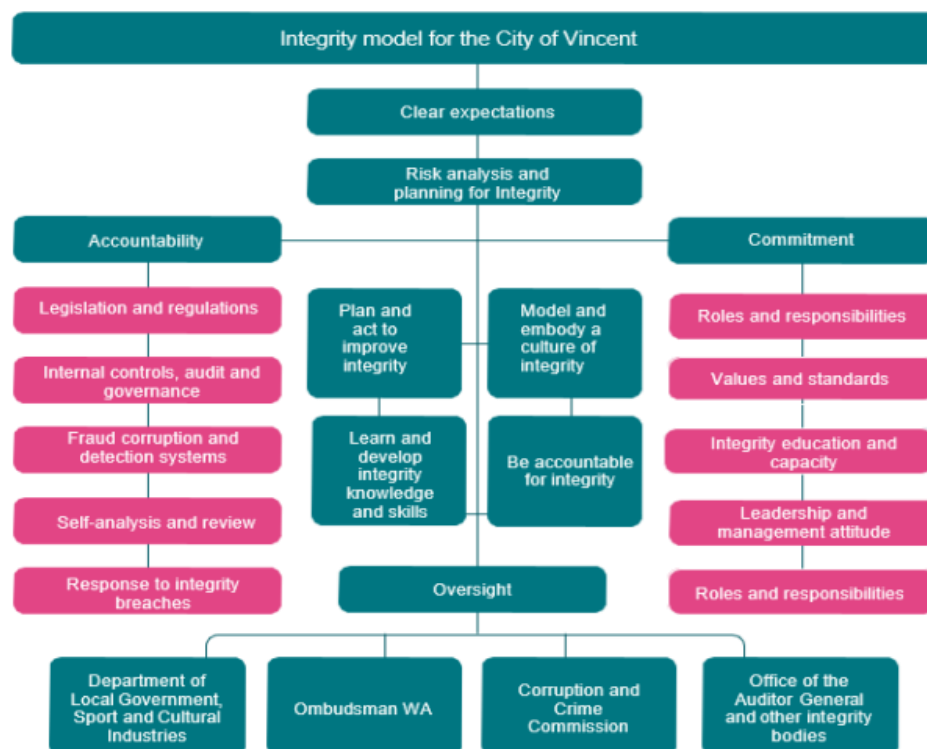 Integrity model for the City of Vincent
Clear expectations
Risk analysis and
planning for Integrity
Accountability
Legislation and regulations
Internal controls, audit and
governance
Fraud corruption and
detection systems
Self-analysis and review
Response to integrity
breaches
Plan and
act to
improve
integrity
Model and
embody a
culture of
integrity
Learn and
develop
integrity
knowledge
and skills
Be accountable
for integrity
Commitment
Roles and responsibilities
Values and standards
Integrity education and
capacity
Leadership and
management attitude
Roles and responsibilities
Oversight
Department of
Local Government,
Sport and Cultural
Industries
Ombudsman WA
Corruption and
Crime
Commission
Office of the
Auditor General
and other integrity
bodies